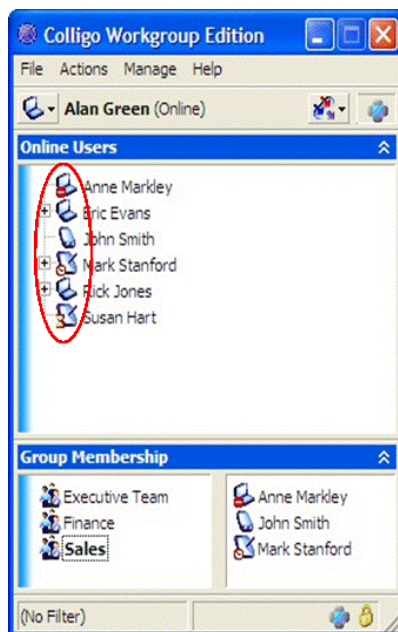 Colligo Workgroup Edition
File Actions Manage Help
Alan Green (Online)
Online Users
Anne Markley
Eric Evans
John Smith
Mark Stanford
Rick Jones
Susan Hart
Group Membership
Executive Team
Finance
Sales
Anne Markley
John Smith
Mark Stanford
(No Filter)